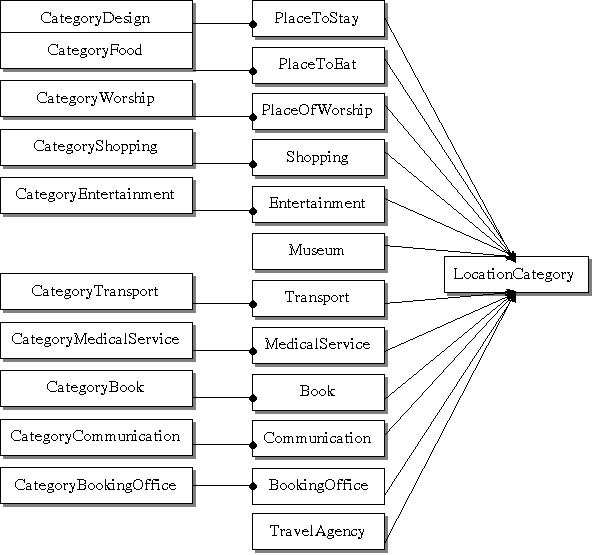 CategoryDesign
PlaceToStay
CategoryFood
PlaceToEat
CategoryWorship
PlaceOfWorship
CategoryShopping
Shopping
CategoryEntertainment
Entertainment
Museum
LocationCategory
CategoryTransport
Transport
CategoryMedicalService
MedicalService
CategoryBook
Book
CategoryCommunication
Communication
CategoryBookingOffice
BookingOffice
TravelAgency